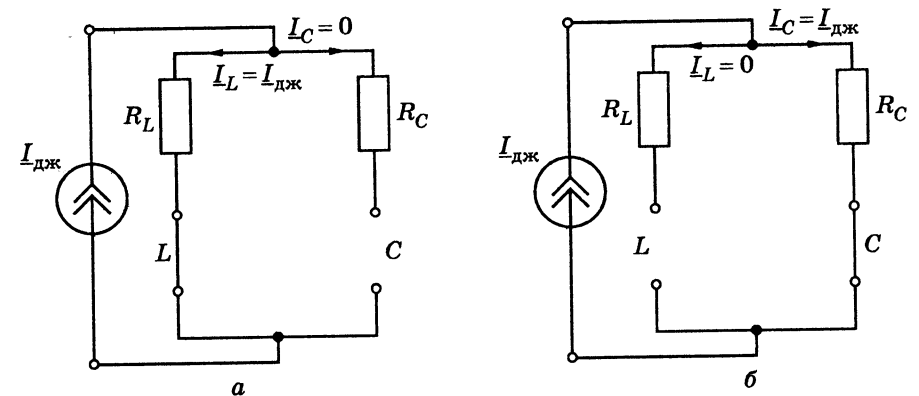 I_C = 0
I_L = I_дж
R_L
R_C
I_дж
L
C
а
I_C = I_дж
I_L = 0
R_L
R_C
I_дж
L
C
б